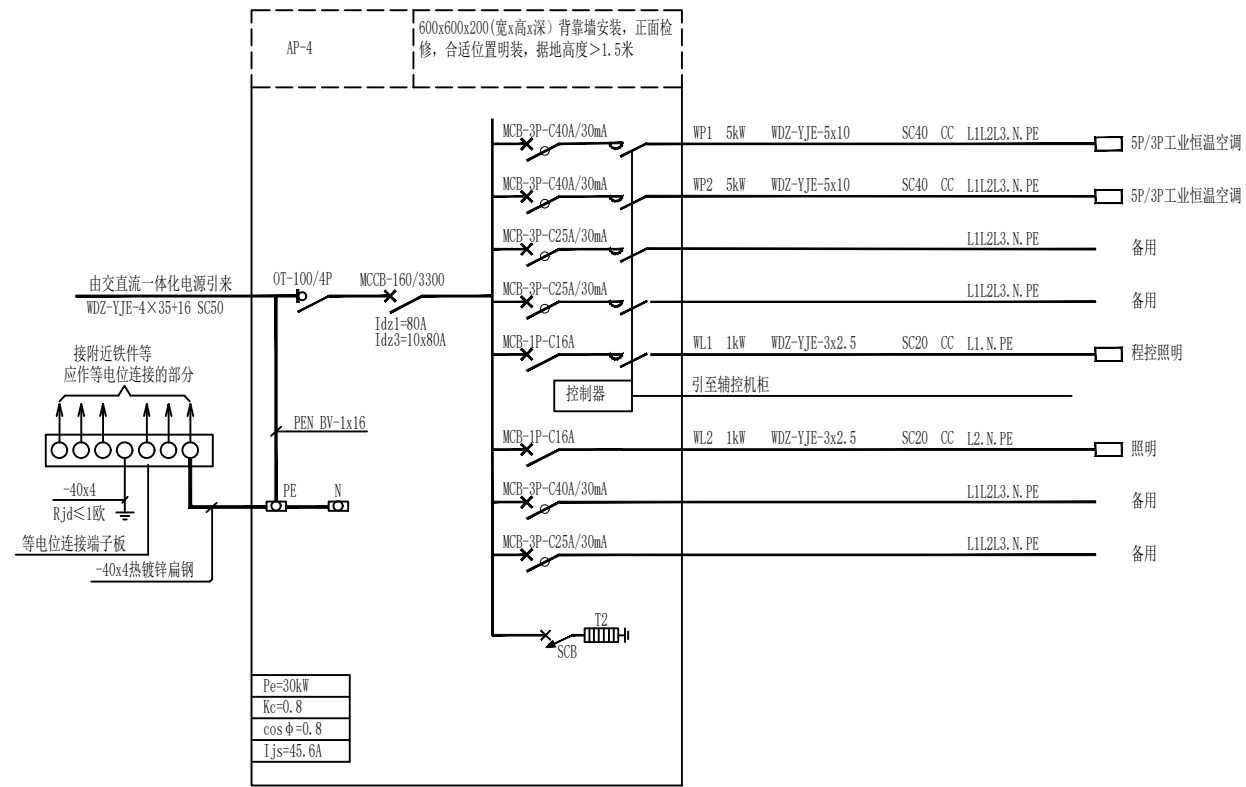 AP-4
600x600x200(宽x高x深) 背靠墙安装，正面检
修，合适位置明装，据地高度＞1.5米
MCB-3P-C40A/30mA
WP1 5kW WDZ-YJE-5x10 SC40 CC L1L2L3.N.PE
5P/3P工业恒温空调
MCB-3P-C40A/30mA
WP2 5kW WDZ-YJE-5x10 SC40 CC L1L2L3.N.PE
5P/3P工业恒温空调
MCB-3P-C25A/30mA
L1L2L3.N.PE
备用
由交直流一体化电源引来
WDZ-YJE-4×35+16 SC50
OT-100/4P
MCCB-160/3300
Idz1=80A
Idz3=10x80A
MCB-3P-C25A/30mA
L1L2L3.N.PE
备用
MCB-1P-C16A
WL1 1kW WDZ-YJE-3x2.5 SC20 CC L1.N.PE
程控照明
控制器
引至辅控机柜
接附近铁件等
应作等电位连接的部分
PEN BV-1x16
MCB-1P-C16A
WL2 1kW WDZ-YJE-3x2.5 SC20 CC L2.N.PE
照明
-40x4
Rjd≤1欧
PE
N
MCB-3P-C40A/30mA
L1L2L3.N.PE
备用
等电位连接端子板
-40x4热镀锌扁钢
MCB-3P-C25A/30mA
L1L2L3.N.PE
备用
T2
SCB
Pe=30kW
Kc=0.8
cosφ=0.8
Ijs=45.6A